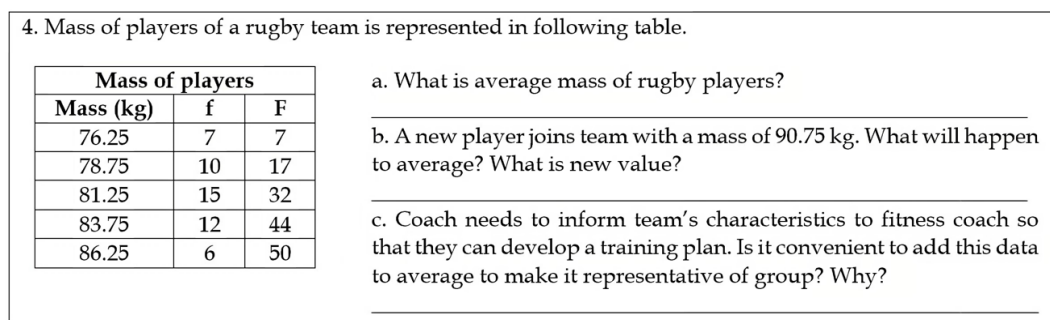 4. Mass of players of a rugby team is represented in following table.
Mass of players
Mass (kg) f F
76.25 7 7
78.75 10 17
81.25 15 32
83.75 12 44
86.25 6 50
a. What is average mass of rugby players?
b. A new player joins team with a mass of 90.75 kg. What will happen
to average? What is new value?
c. Coach needs to inform team's characteristics to fitness coach so
that they can develop a training plan. Is it convenient to add this data
to average to make it representative of group? Why?